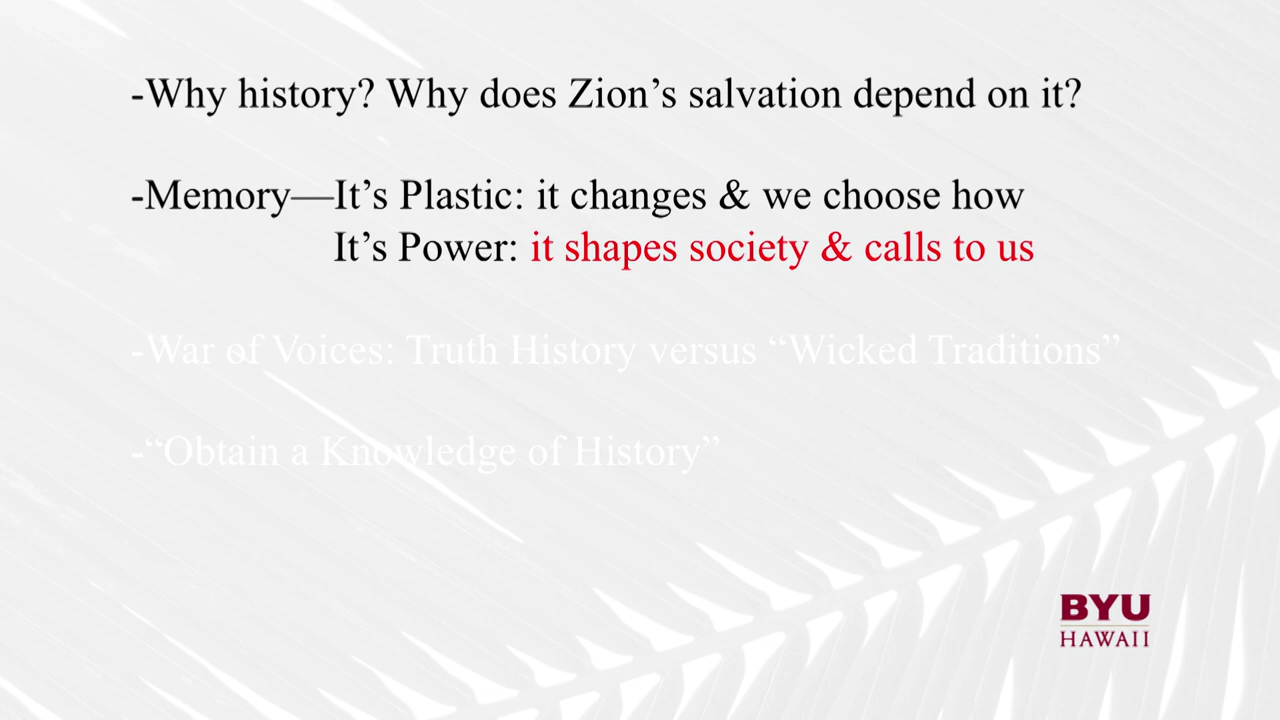 -Why history? Why does Zion’s salvation depend on it?
-Memory—It’s Plastic: it changes & we choose how
It’s Power: it shapes society & calls to us
-War of Voices: Truth History versus “Wicked Traditions”
-“Obtain a Knowledge of History”
BYU
HAWAII